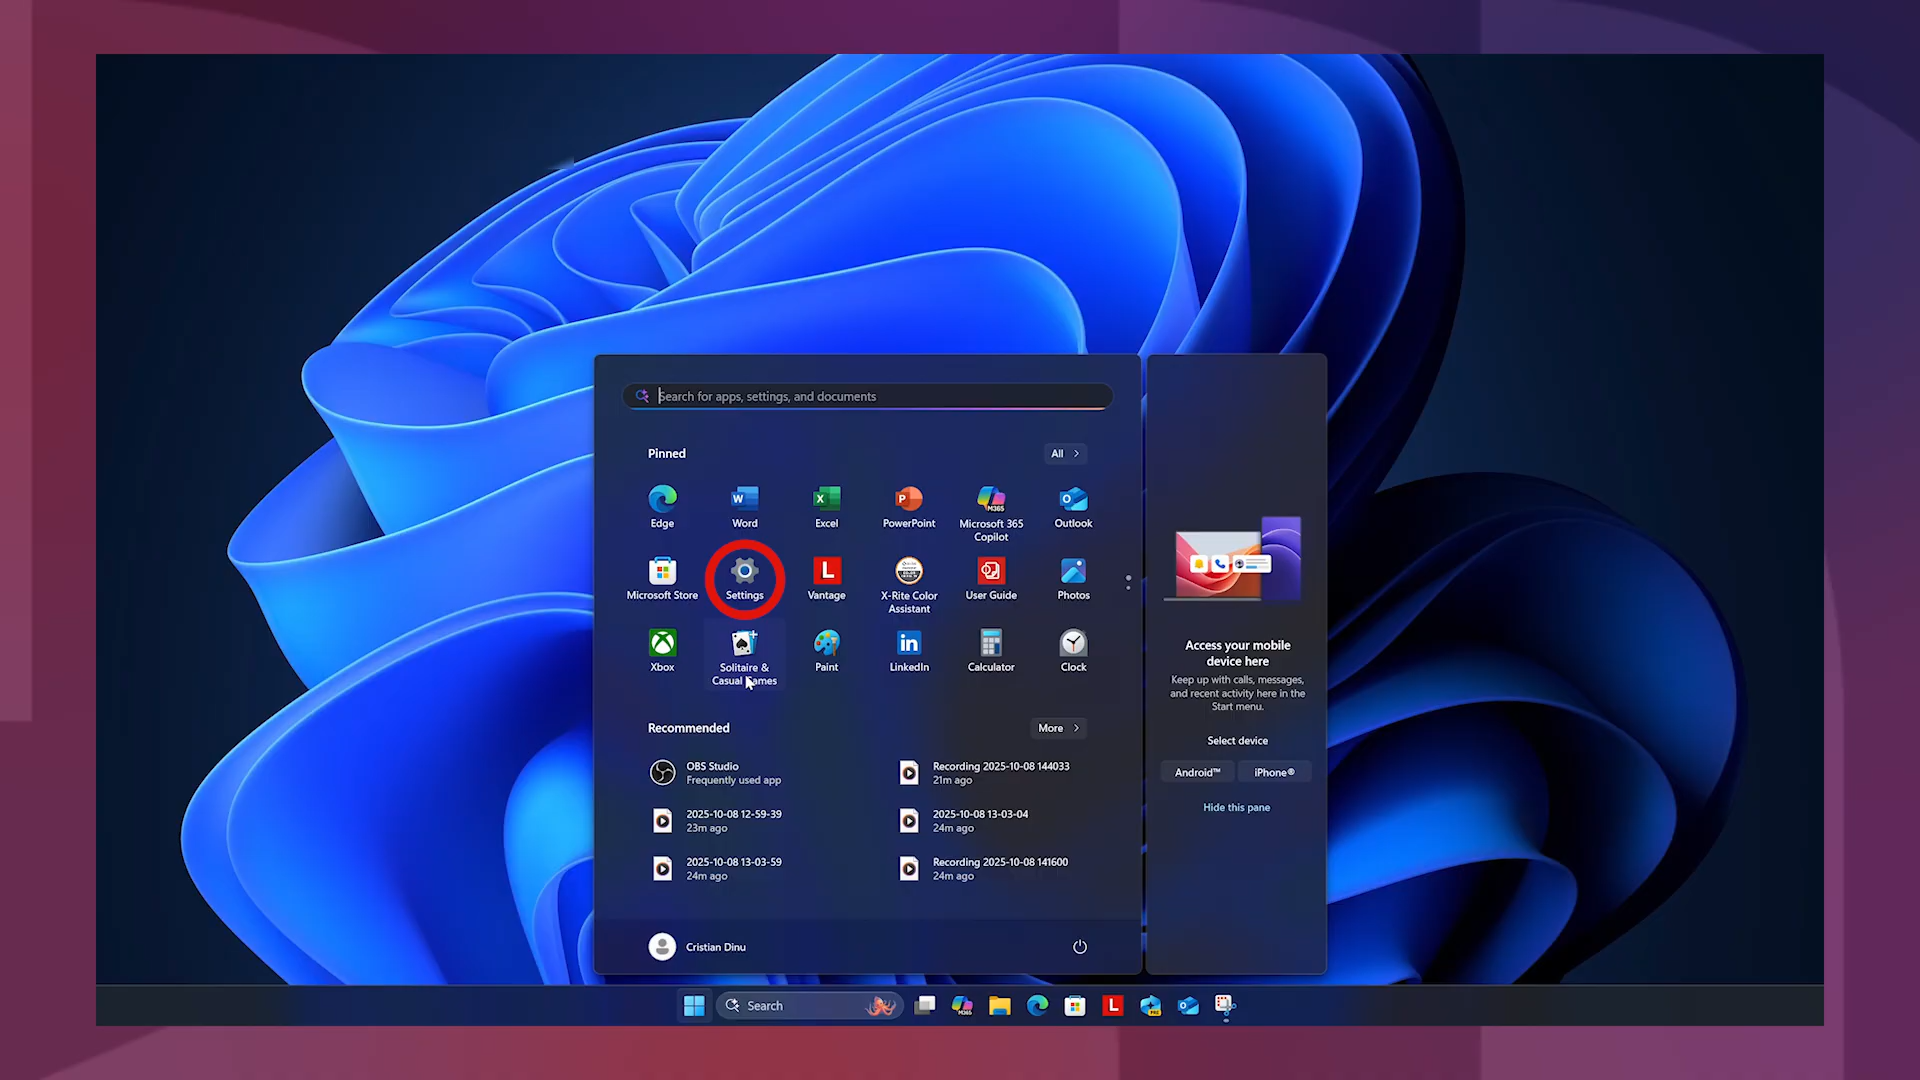 Search for apps, settings, and documents
Pinned
All
Edge
Word
Excel
PowerPoint
Microsoft 365
Copilot
Outlook
Microsoft Store
Settings
Vantage
X-Rite Color
Assistant
User Guide
Photos
Xbox
Solitaire &
Casual Games
Paint
LinkedIn
Calculator
Clock
Recommended
More
OBS Studio
Frequently used app
Recording 2025-10-08 144033
21m ago
2025-10-08 12-59-39
23m ago
2025-10-08 13-03-04
24m ago
2025-10-08 13-03-59
24m ago
Recording 2025-10-08 141600
24m ago
Cristian Dinu
Access your mobile
device here
Keep up with calls, messages,
and recent activity here in the
Start menu.
Select device
Android™
iPhone®
Hide this pane
Search